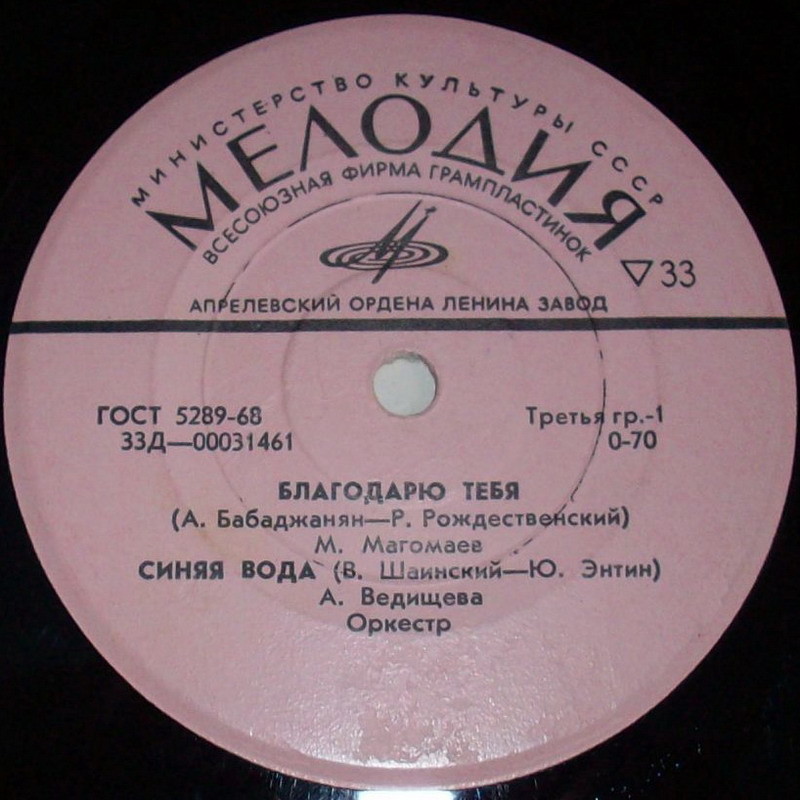 МИНИСТЕРСТВО КУЛЬТУРЫ СССР
МЕЛОДИЯ
ВСЕСОЮЗНАЯ ФИРМА ГРАМПЛАСТИНОК
33
АПРЕЛЕВСКИЙ ОРДЕНА ЛЕНИНА ЗАВОД
ГОСТ 5289-68
Третья гр.-1
33Д—00031461
0-70
БЛАГОДАРЮ ТЕБЯ
(А. Бабаджанян—Р. Рождественский)
М. Магомаев
СИНЯЯ ВОДА (В. Шаинский—Ю. Энтин)
А. Ведищева
Оркестр